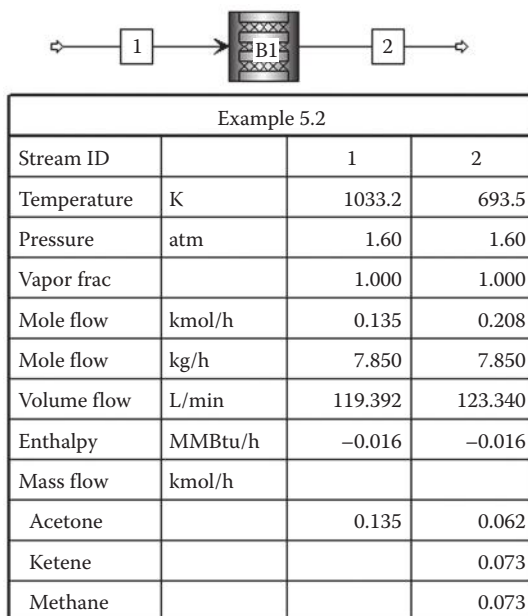 1 B1 2
Example 5.2
Stream ID 1 2
Temperature K 1033.2 693.5
Pressure atm 1.60 1.60
Vapor frac 1.000 1.000
Mole flow kmol/h 0.135 0.208
Mole flow kg/h 7.850 7.850
Volume flow L/min 119.392 123.340
Enthalpy MMBtu/h −0.016 −0.016
Mass flow kmol/h
Acetone 0.135 0.062
Ketene 0.073
Methane 0.073